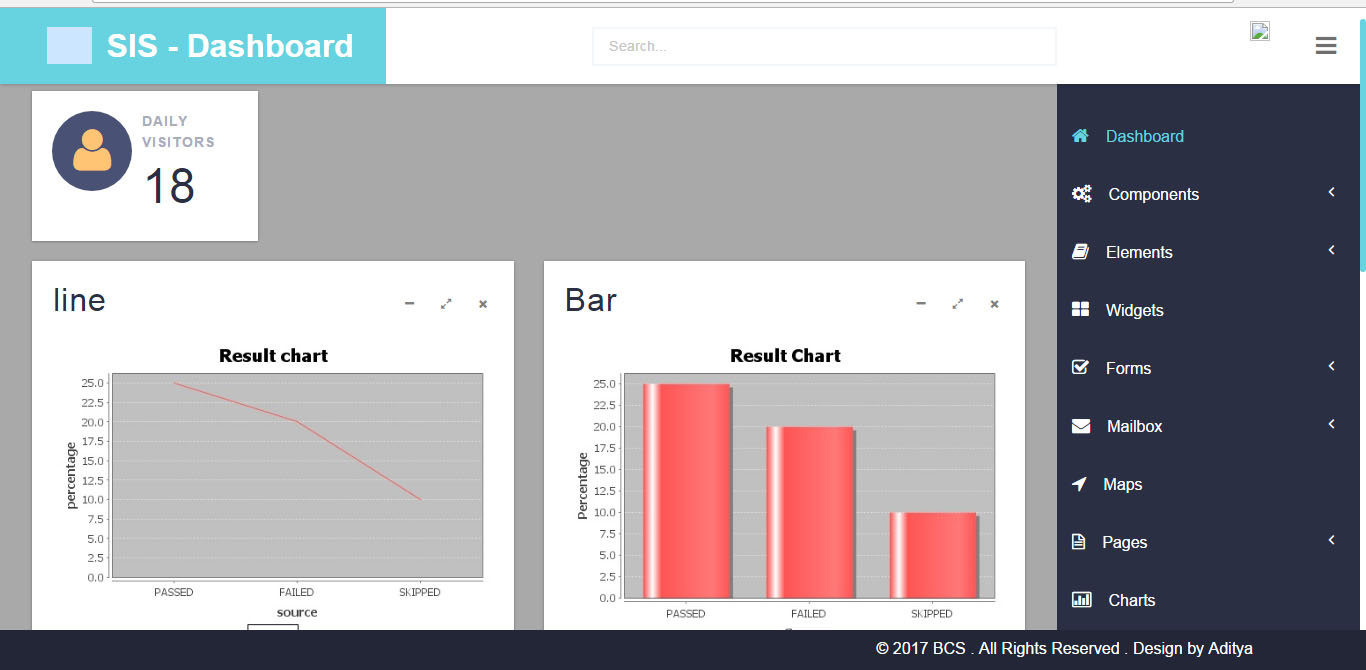 SIS - Dashboard
Search...
DAILY
VISITORS
18
line
Result chart
25.0
22.5
20.0
17.5
15.0
12.5
10.0
7.5
5.0
2.5
0.0
percentage
PASSED FAILED SKIPPED
source
Bar
Result Chart
25.0
22.5
20.0
17.5
15.0
12.5
10.0
7.5
5.0
2.5
0.0
Percentage
PASSED FAILED SKIPPED
Dashboard
Components
Elements
Widgets
Forms
Mailbox
Maps
Pages
Charts
© 2017 BCS . All Rights Reserved . Design by Aditya